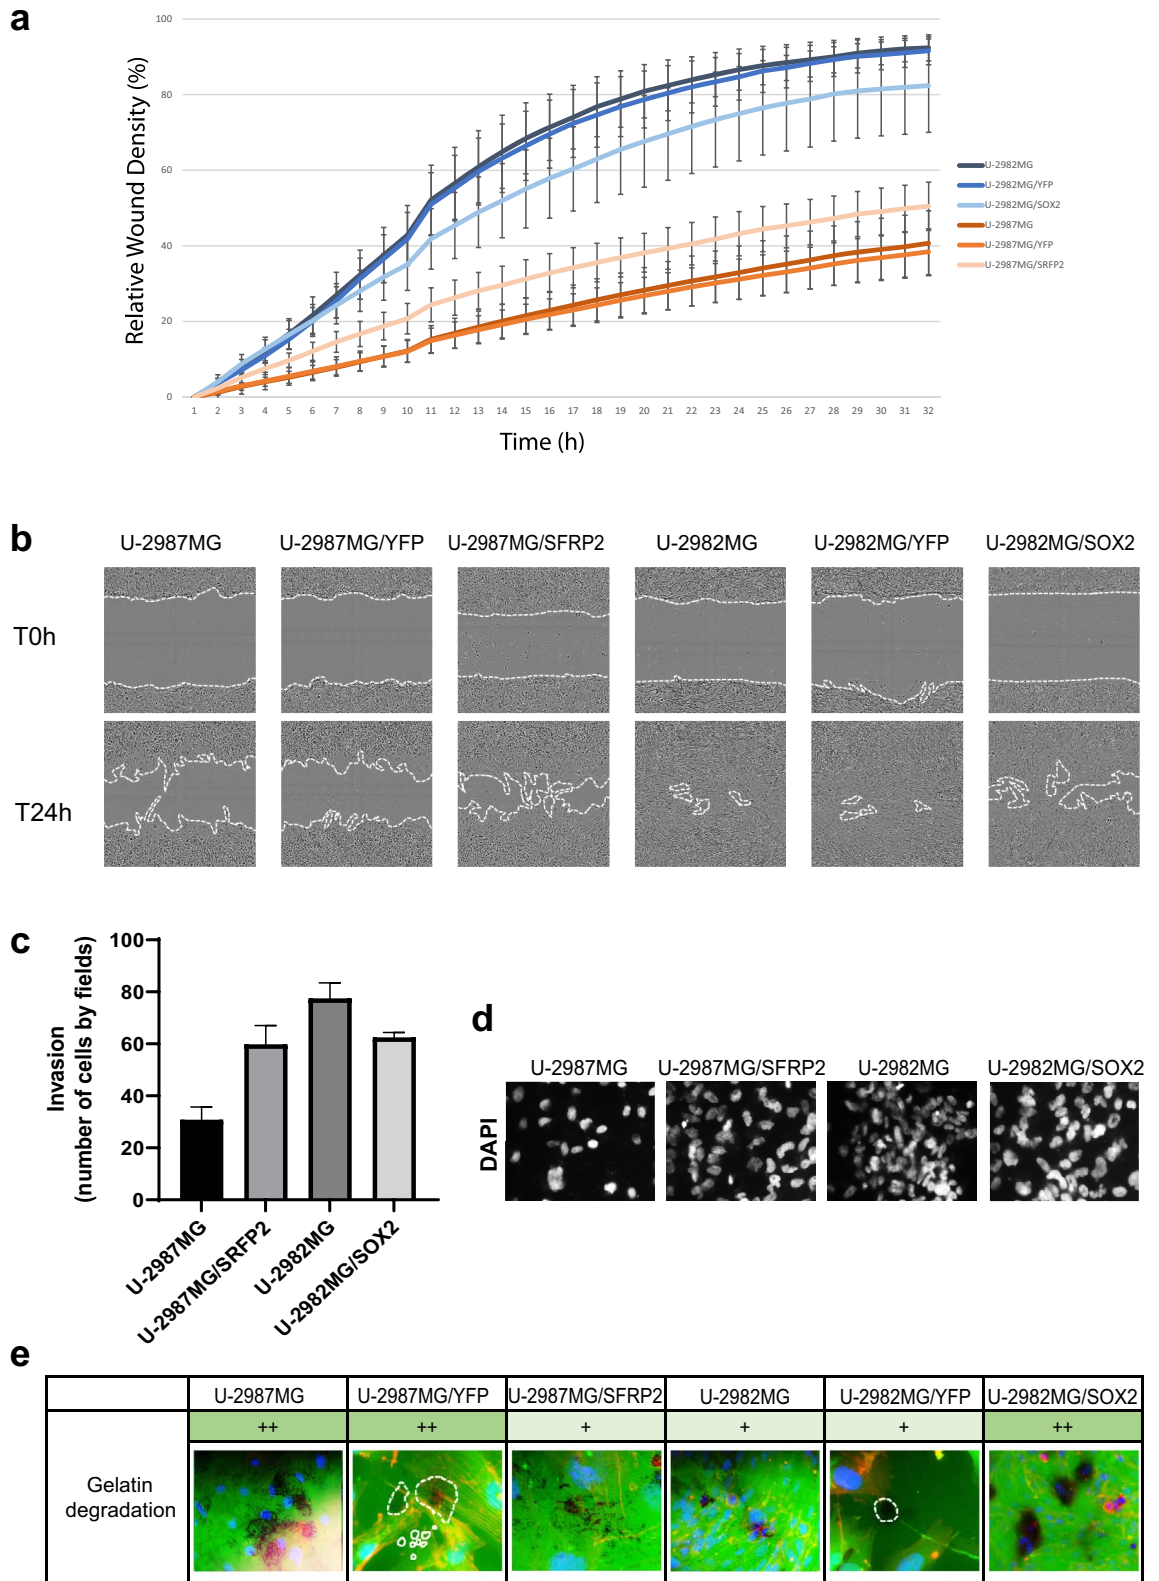 a
Relative Wound Density (%)
100
80
60
40
20
0
1 2 3 4 5 6 7 8 9 10 11 12 13 14 15 16 17 18 19 20 21 22 23 24 25 26 27 28 29 30 31 32
Time (h)
U-2982MG
U-2982MG/YFP
U-2982MG/SOX2
U-2987MG
U-2987MG/YFP
U-2987MG/SRFP2
b
U-2987MG U-2987MG/YFP U-2987MG/SFRP2 U-2982MG U-2982MG/YFP U-2982MG/SOX2
T0h
T24h
c
Invasion
(number of cells by fields)
100
80
60
40
20
0
U-2987MG
U-2987MG/SRFP2
U-2982MG
U-2982MG/SOX2
d
U-2987MG U-2987MG/SFRP2 U-2982MG U-2982MG/SOX2
DAPI
e
U-2987MG U-2987MG/YFP U-2987MG/SFRP2 U-2982MG U-2982MG/YFP U-2982MG/SOX2
++ ++ + + + ++
Gelatin
degradation